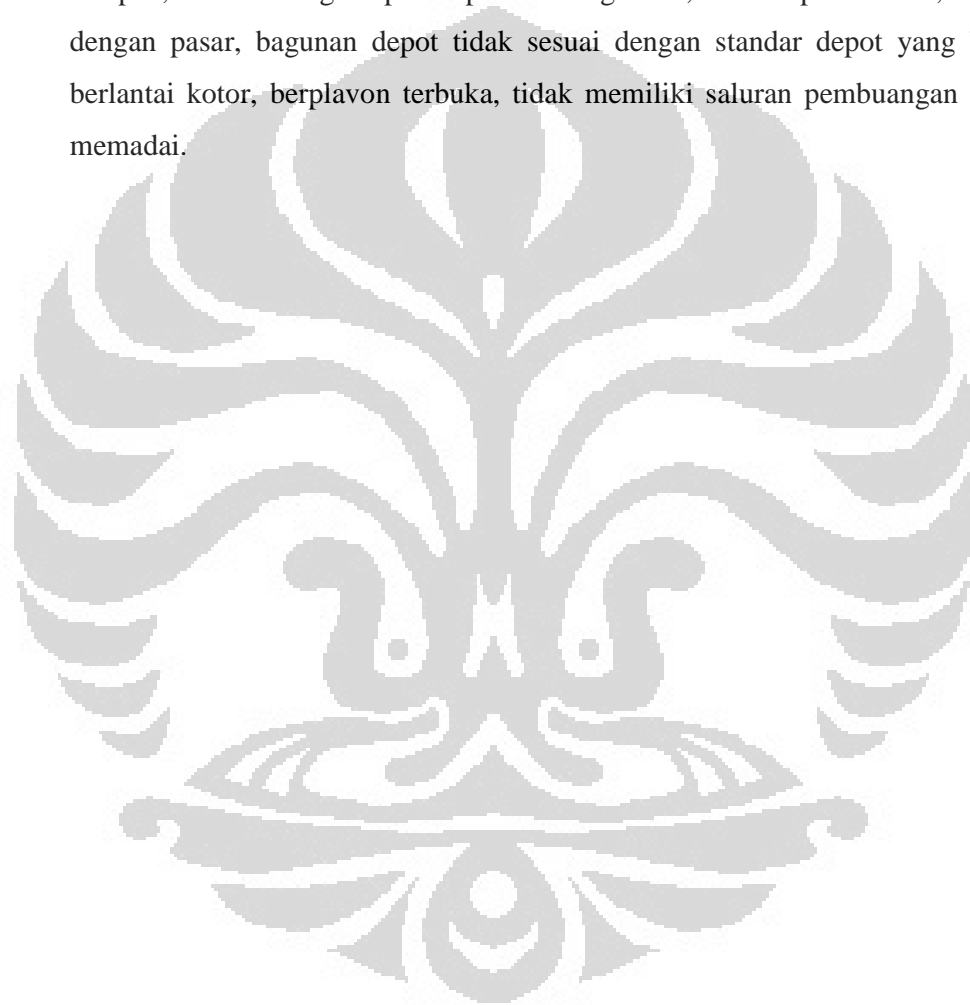 dengan pasar, bagunan depot tidak sesuai dengan standar depot yang
berlantai kotor, berplavon terbuka, tidak memiliki saluran pembuangan
memadai.